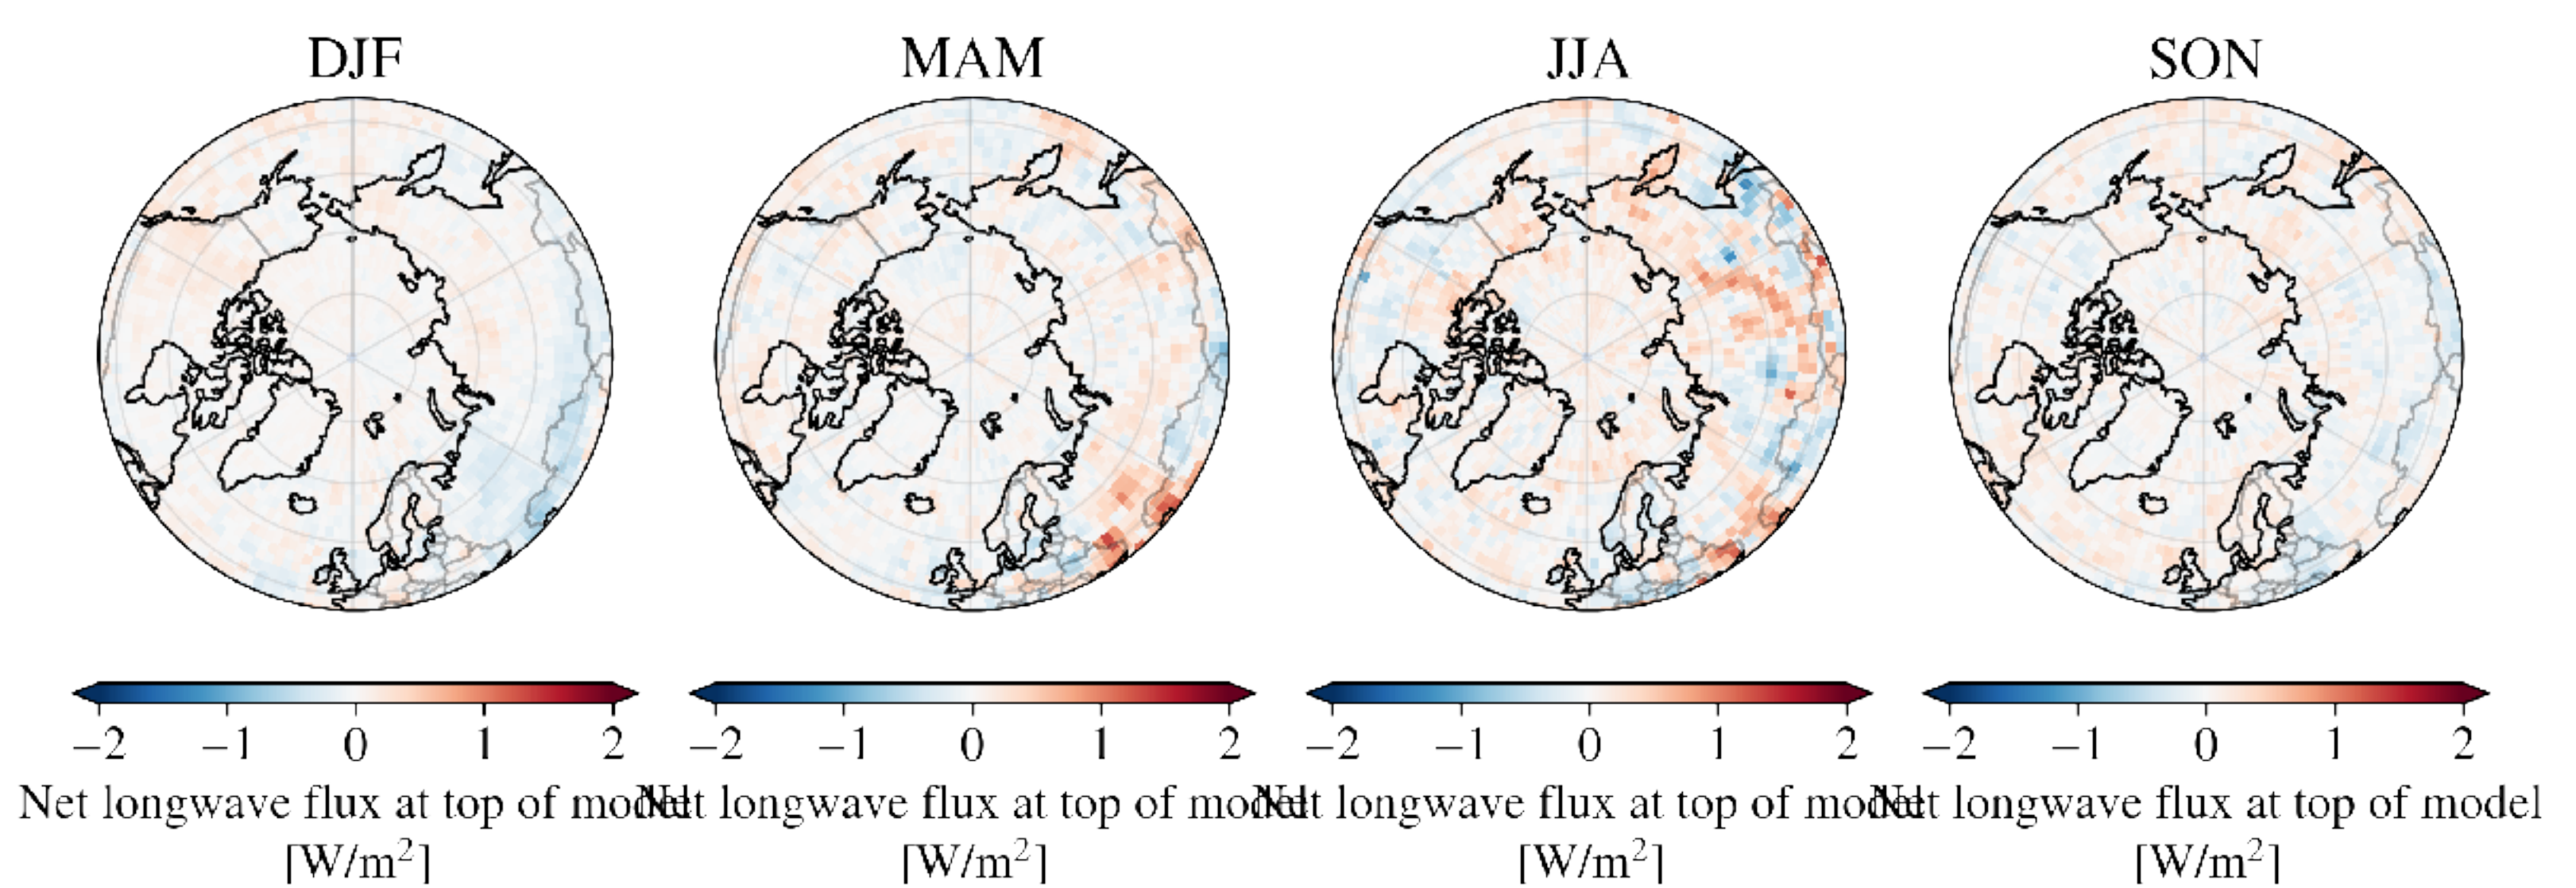 DJF MAM JJA SON
−2 −1 0 1 2 −2 −1 0 1 2 −2 −1 0 1 2 −2 −1 0 1 2
Net longwave flux at top of model Net longwave flux at top of model Net longwave flux at top of model Net longwave flux at top of model
[W/m²] [W/m²] [W/m²] [W/m²]